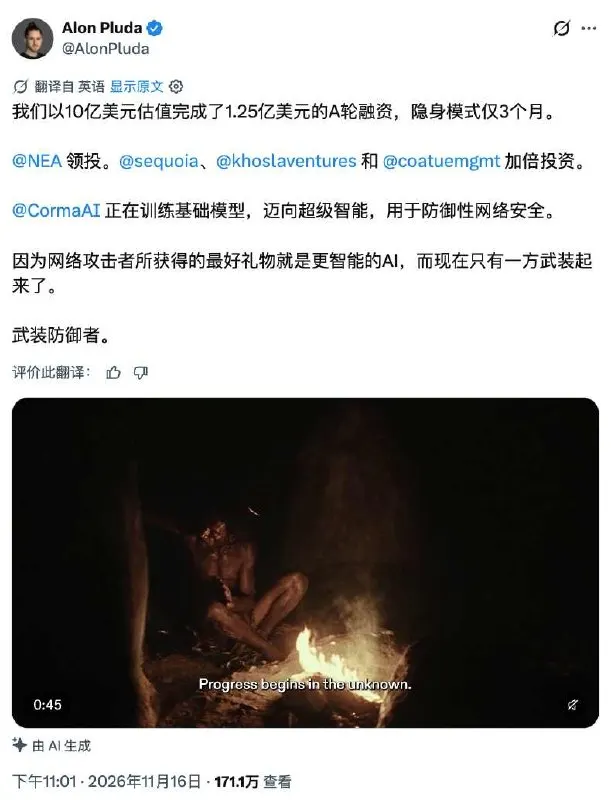 Alon Pluda
@AlonPluda
翻译自 英语 显示原文
我们以10亿美元估值完成了1.25亿美元的A轮融资，隐身模式仅3个月。
@NEA 领投。@sequoia、@khoslaventures 和 @coatuemgmt 加倍投资。
@CormaAI 正在训练基础模型，迈向超级智能，用于防御性网络安全。
因为网络攻击者所获得的最好礼物就是更智能的AI，而现在只有一方武装起
来了。
武装防御者。
评价此翻译：
Progress begins in the unknown.
0:45
由 AI 生成
下午11:01 · 2026年11月16日 · 171.1万 查看